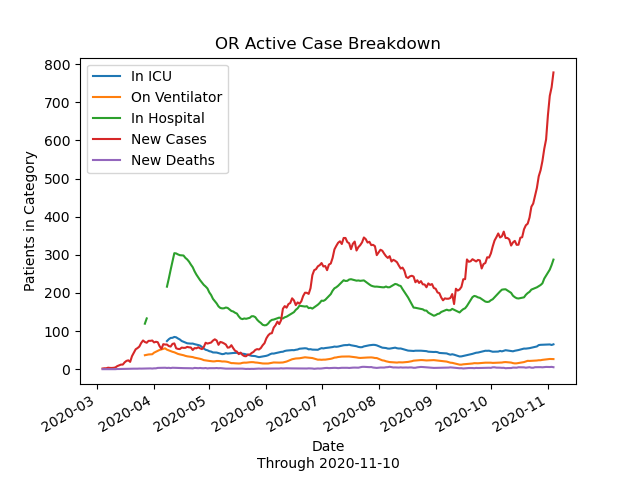 OR Active Case Breakdown
In ICU
On Ventilator
In Hospital
New Cases
New Deaths
Patients in Category
800
700
600
500
400
300
200
100
0
2020-03
2020-04
2020-05
2020-06
2020-07
2020-08
2020-09
2020-10
2020-11
Date
Through 2020-11-10